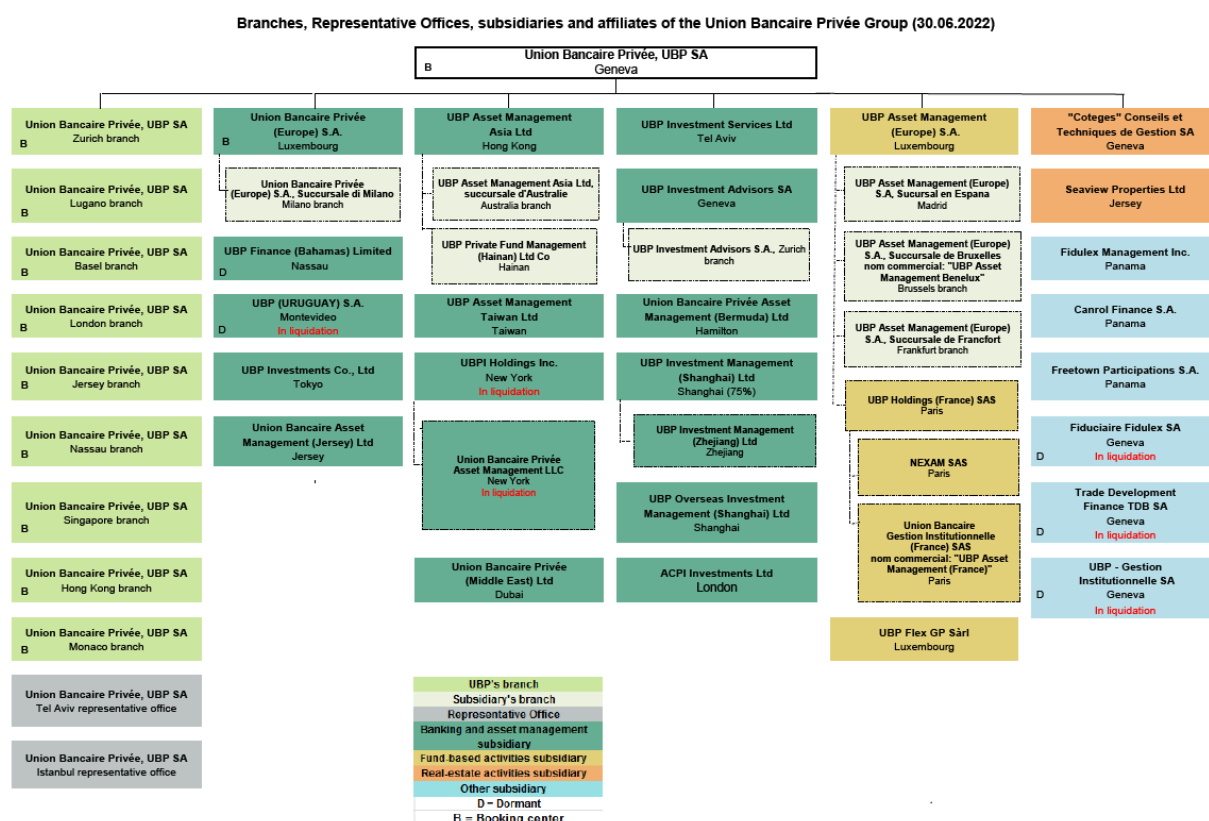 Branches, Representative Offices, subsidiaries and affiliates of the Union Bancaire Privée Group (30.06.2022)
Union Bancaire Privée, UBP SA
B
Geneva
Union Bancaire Privée, UBP SA
Zurich branch
B
Union Bancaire Privée, UBP SA
Lugano branch
B
Union Bancaire Privée, UBP SA
Basel branch
B
Union Bancaire Privée, UBP SA
London branch
B
Union Bancaire Privée, UBP SA
Jersey branch
B
Union Bancaire Privée, UBP SA
Nassau branch
B
Union Bancaire Privée, UBP SA
Singapore branch
B
Union Bancaire Privée, UBP SA
Hong Kong branch
B
Union Bancaire Privée, UBP SA
Monaco branch
B
Union Bancaire Privée, UBP SA
Tel Aviv representative office
Union Bancaire Privée, UBP SA
Istanbul representative office
Union Bancaire Privée
(Europe) S.A.
B
Luxembourg
Union Bancaire Privée
(Europe) S.A., Succursale di Milano
Milano branch
UBP Finance (Bahamas) Limited
Nassau
D
UBP (URUGUAY) S.A.
Montevideo
D
In liquidation
UBP Investments Co., Ltd
Tokyo
Union Bancaire Asset
Management (Jersey) Ltd
Jersey
UBP Asset Management
Asia Ltd
Hong Kong
UBP Asset Management Asia Ltd,
succursale d'Australie
Australia branch
UBP Private Fund Management
(Hainan) Ltd Co
Hainan
UBP Asset Management
Taiwan Ltd
Taiwan
UBPI Holdings Inc.
New York
In liquidation
Union Bancaire Privée
Asset Management LLC
New York
In liquidation
Union Bancaire Privée
(Middle East) Ltd
Dubai
UBP Investment Services Ltd
Tel Aviv
UBP Investment Advisors SA
Geneva
UBP Investment Advisors S.A., Zurich
branch
Union Bancaire Privée Asset
Management (Bermuda) Ltd
Hamilton
UBP Investment Management
(Shanghai) Ltd
Shanghai (75%)
UBP Investment Management
(Zhejiang) Ltd
Zhejiang
UBP Overseas Investment
Management (Shanghai) Ltd
Shanghai
ACPI Investments Ltd
London
UBP Asset Management
(Europe) S.A.
Luxembourg
UBP Asset Management (Europe)
S.A, Sucursal en Espana
Madrid
UBP Asset Management (Europe)
S.A., Succursale de Bruxelles
nom commercial: "UBP Asset
Management Benelux"
Brussels branch
UBP Asset Management (Europe)
S.A., Succursale de Francfort
Frankfurt branch
UBP Holdings (France) SAS
Paris
NEXAM SAS
Paris
Union Bancaire
Gestion Institutionnelle
(France) SAS
nom commercial: "UBP Asset
Management (France)"
Paris
UBP Flex GP Sàrl
Luxembourg
"Coteges" Conseils et
Techniques de Gestion SA
Geneva
Seaview Properties Ltd
Jersey
Fidulex Management Inc.
Panama
Canrol Finance S.A.
Panama
Freetown Participations S.A.
Panama
Fiduciaire Fidulex SA
Geneva
D
In liquidation
Trade Development
Finance TDB SA
Geneva
D
In liquidation
UBP - Gestion
Institutionnelle SA
D
Geneva
In liquidation
UBP's branch
Subsidiary's branch
Representative Office
Banking and asset management
subsidiary
Fund-based activities subsidiary
Real-estate activities subsidiary
Other subsidiary
D = Dormant
B = Booking center